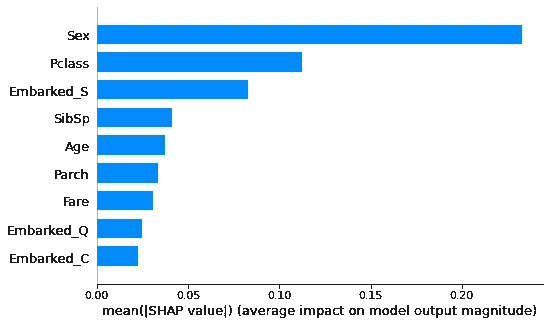 Sex
Pclass
Embarked_S
SibSp
Age
Parch
Fare
Embarked_Q
Embarked_C
0.00 0.05 0.10 0.15 0.20
mean(|SHAP value|) (average impact on model output magnitude)